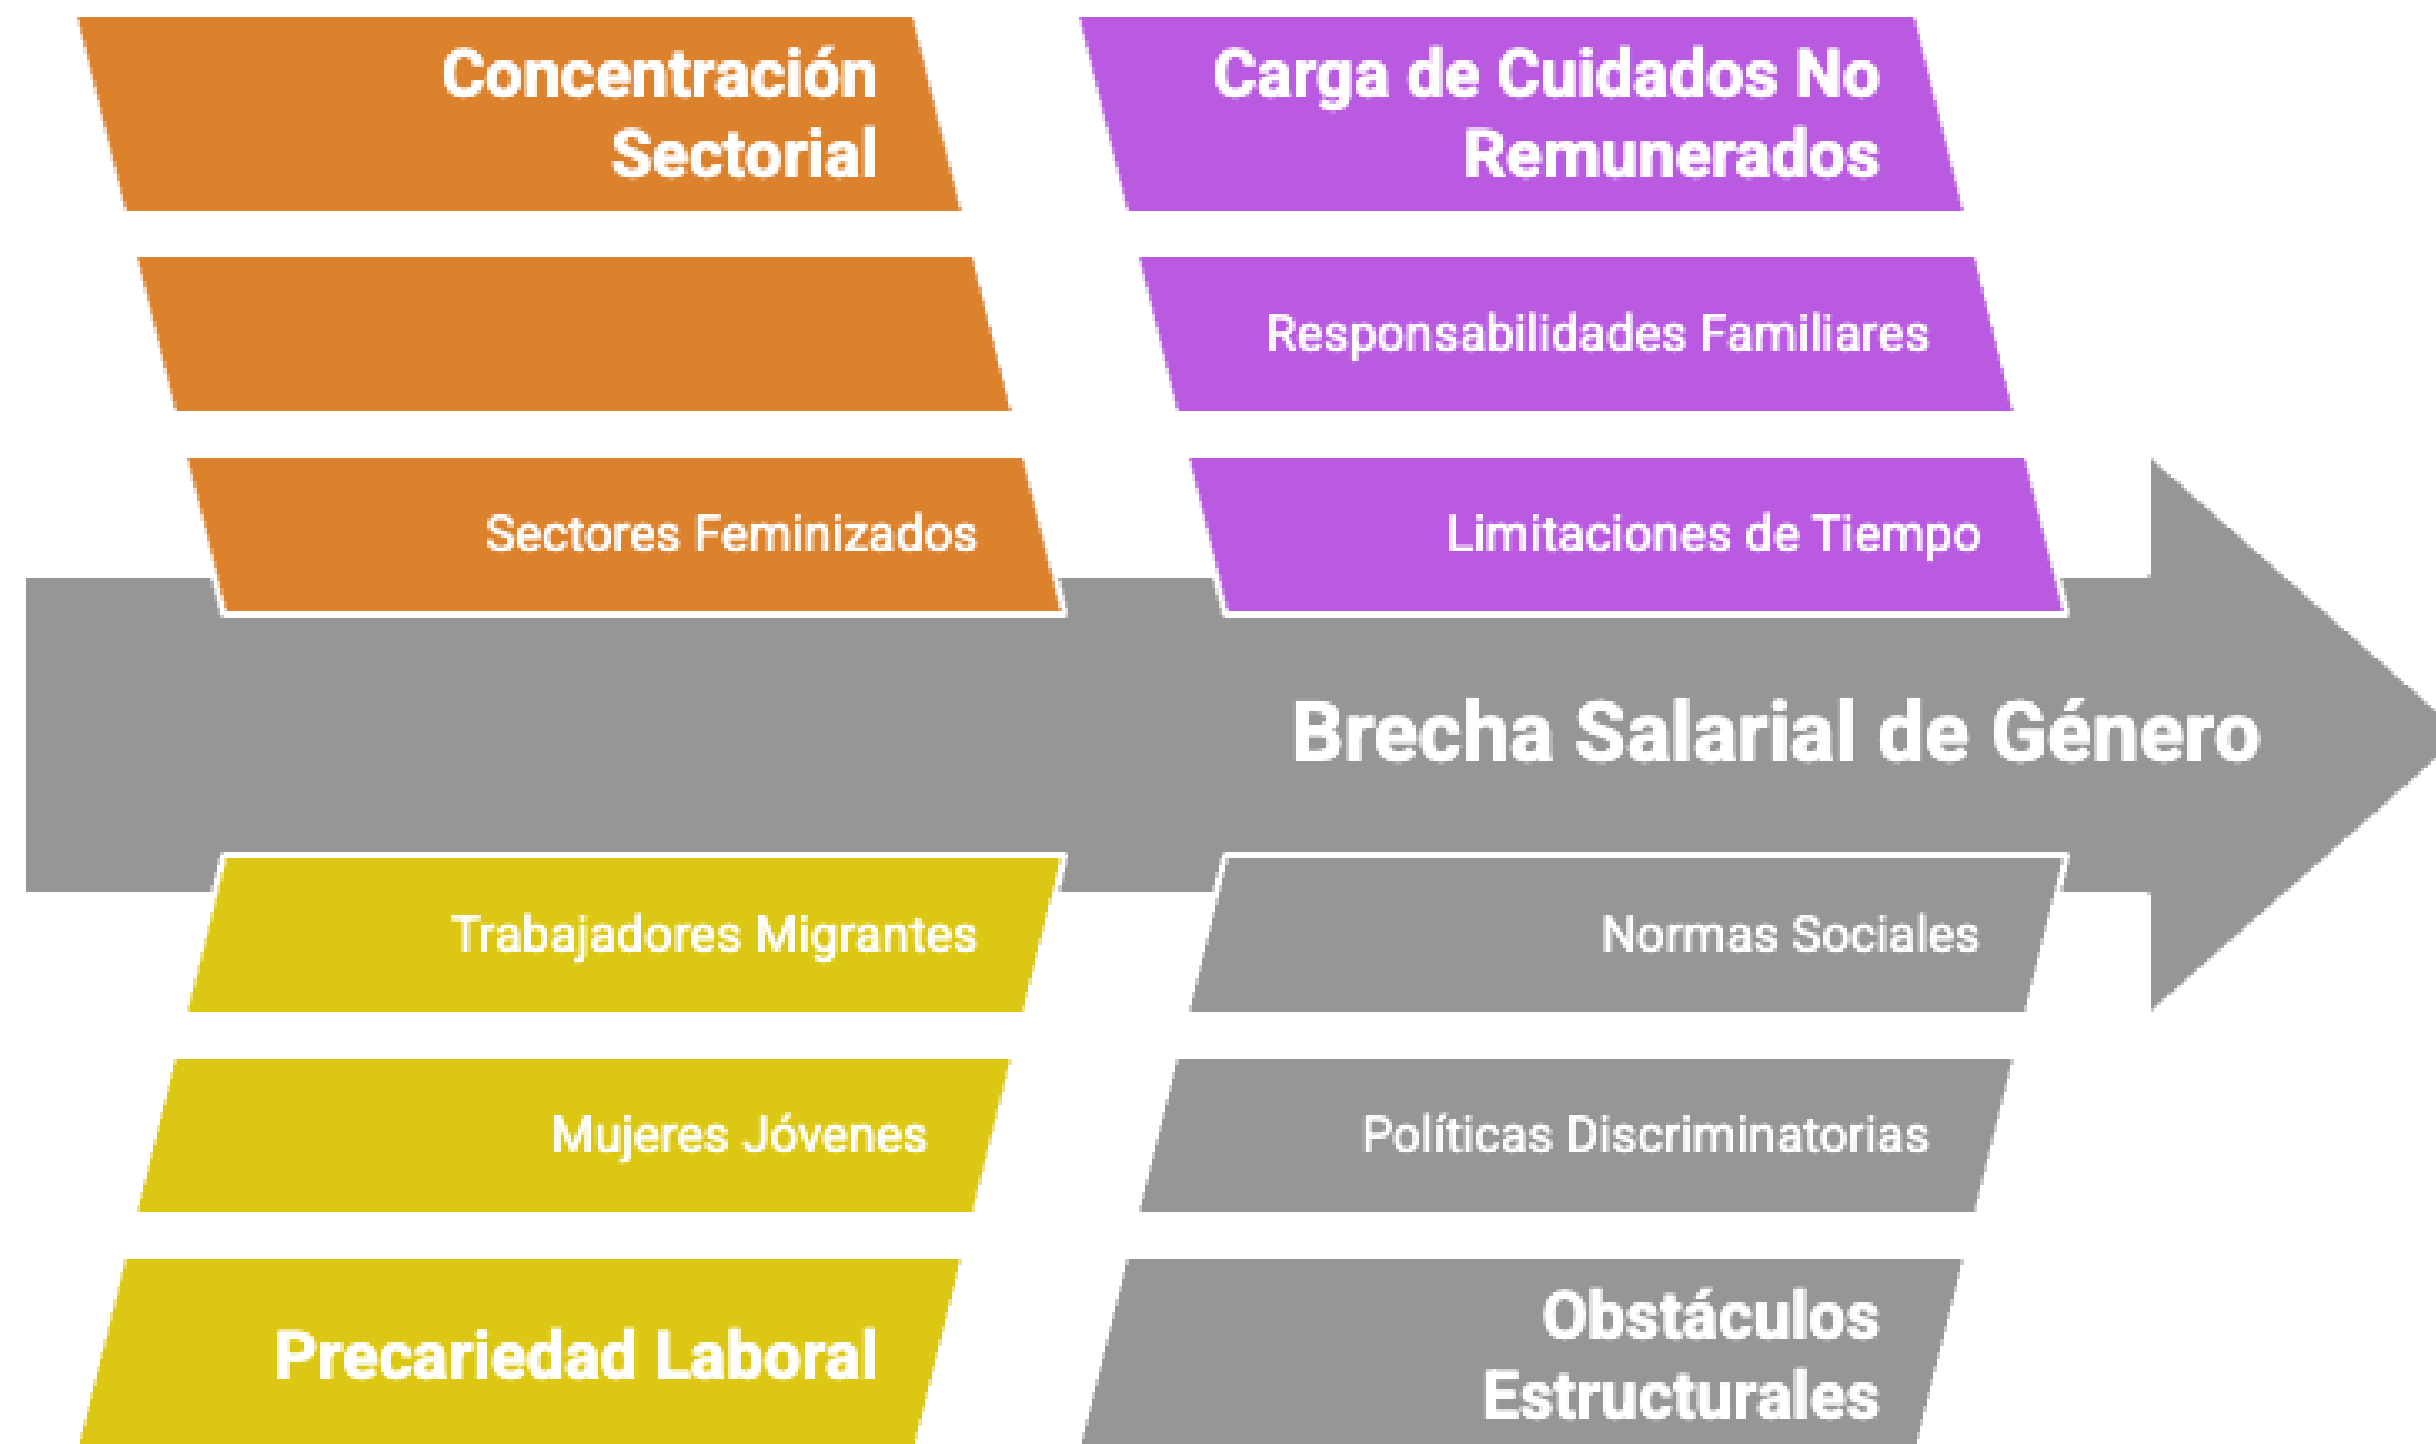 Concentración
Sectorial
Sectores Feminizados
Carga de Cuidados No
Remunerados
Responsabilidades Familiares
Limitaciones de Tiempo
Brecha Salarial de Género
Trabajadores Migrantes
Mujeres Jóvenes
Precariedad Laboral
Normas Sociales
Políticas Discriminatorias
Obstáculos
Estructurales